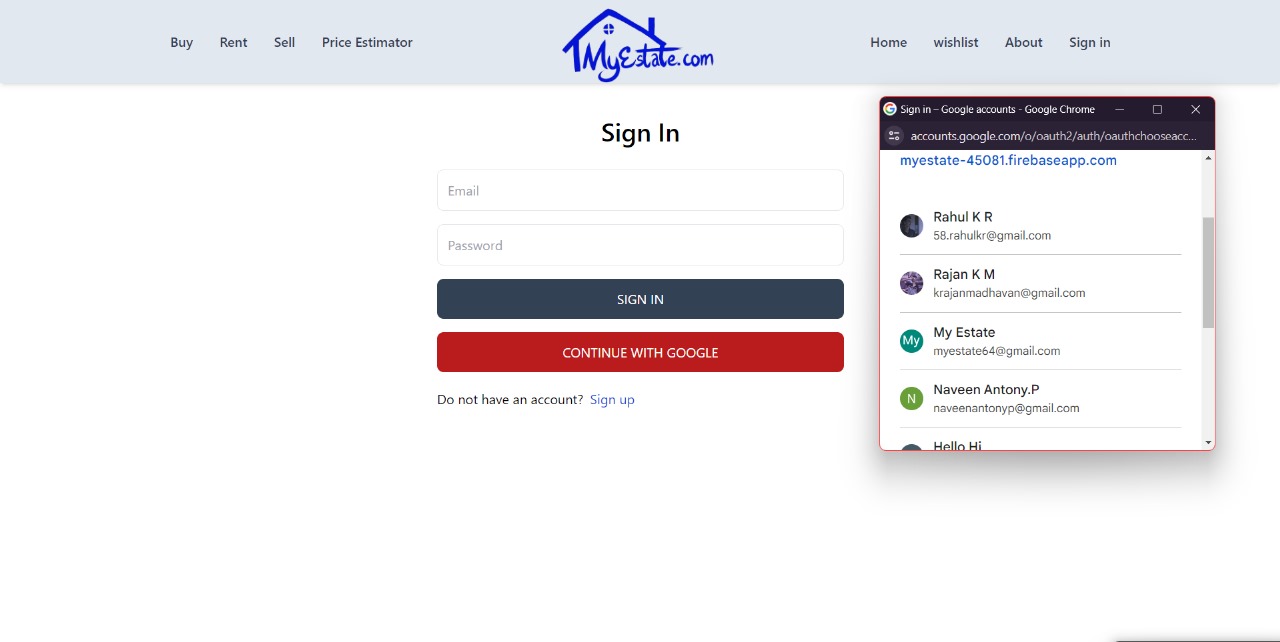 Buy Rent Sell Price Estimator
MyEstate.com
Home wishlist About Sign in
Sign In
Email
Password
SIGN IN
CONTINUE WITH GOOGLE
Do not have an account? Sign up
Sign in – Google accounts - Google Chrome
accounts.google.com/o/oauth2/auth/oauthchooseacc...
myestate-45081.firebaseapp.com
Rahul K R
58.rahulkr@gmail.com
Rajan K M
krajanmadhavan@gmail.com
My
My Estate
myestate64@gmail.com
N
Naveen Antony.P
naveenantonyp@gmail.com
Hello Hi